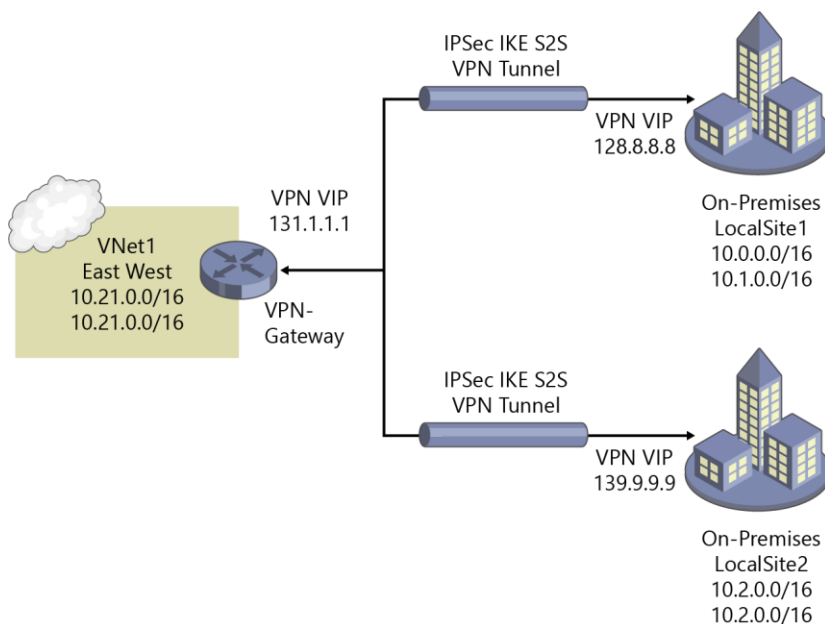 IPSec IKE S2S
VPN Tunnel
VPN VIP
128.8.8.8
On-Premises
LocalSite1
10.0.0.0/16
10.1.0.0/16
VPN VIP
131.1.1.1
VNet1
East West
10.21.0.0/16
10.21.0.0/16
VPN-
Gateway
IPSec IKE S2S
VPN Tunnel
VPN VIP
139.9.9.9
On-Premises
LocalSite2
10.2.0.0/16
10.2.0.0/16